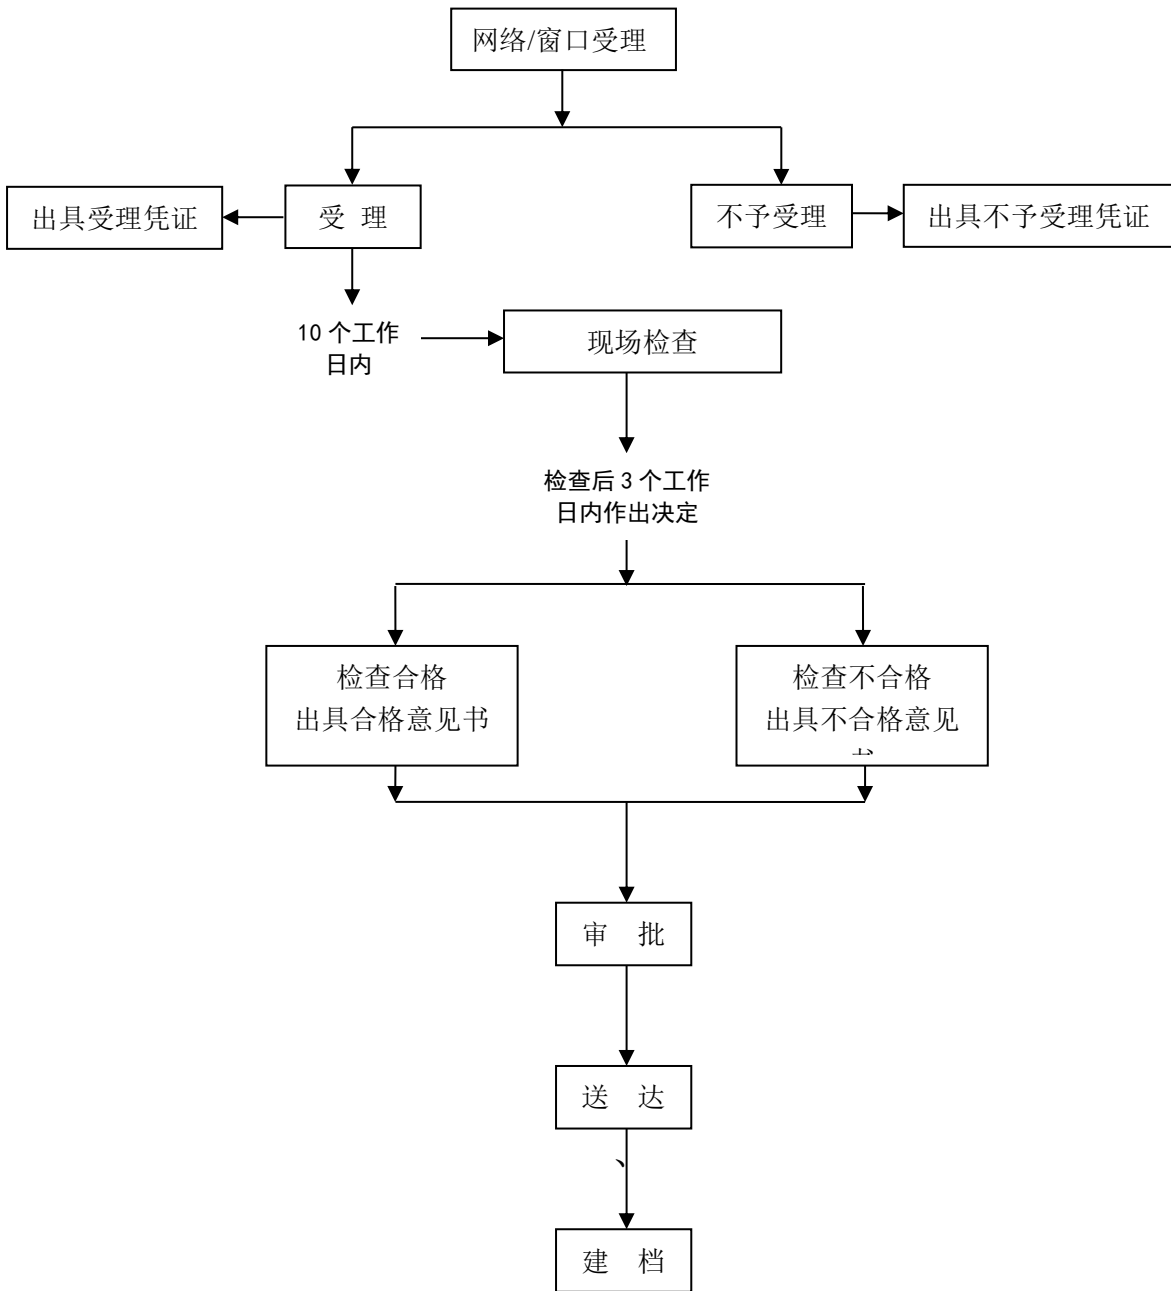 网络/窗口受理
出具受理凭证
受 理
不予受理
出具不予受理凭证
10 个工作
日内
现场检查
检查后 3 个工作
日内作出决定
检查合格
出具合格意见书
检查不合格
出具不合格意见
审 批
送 达
、
建 档